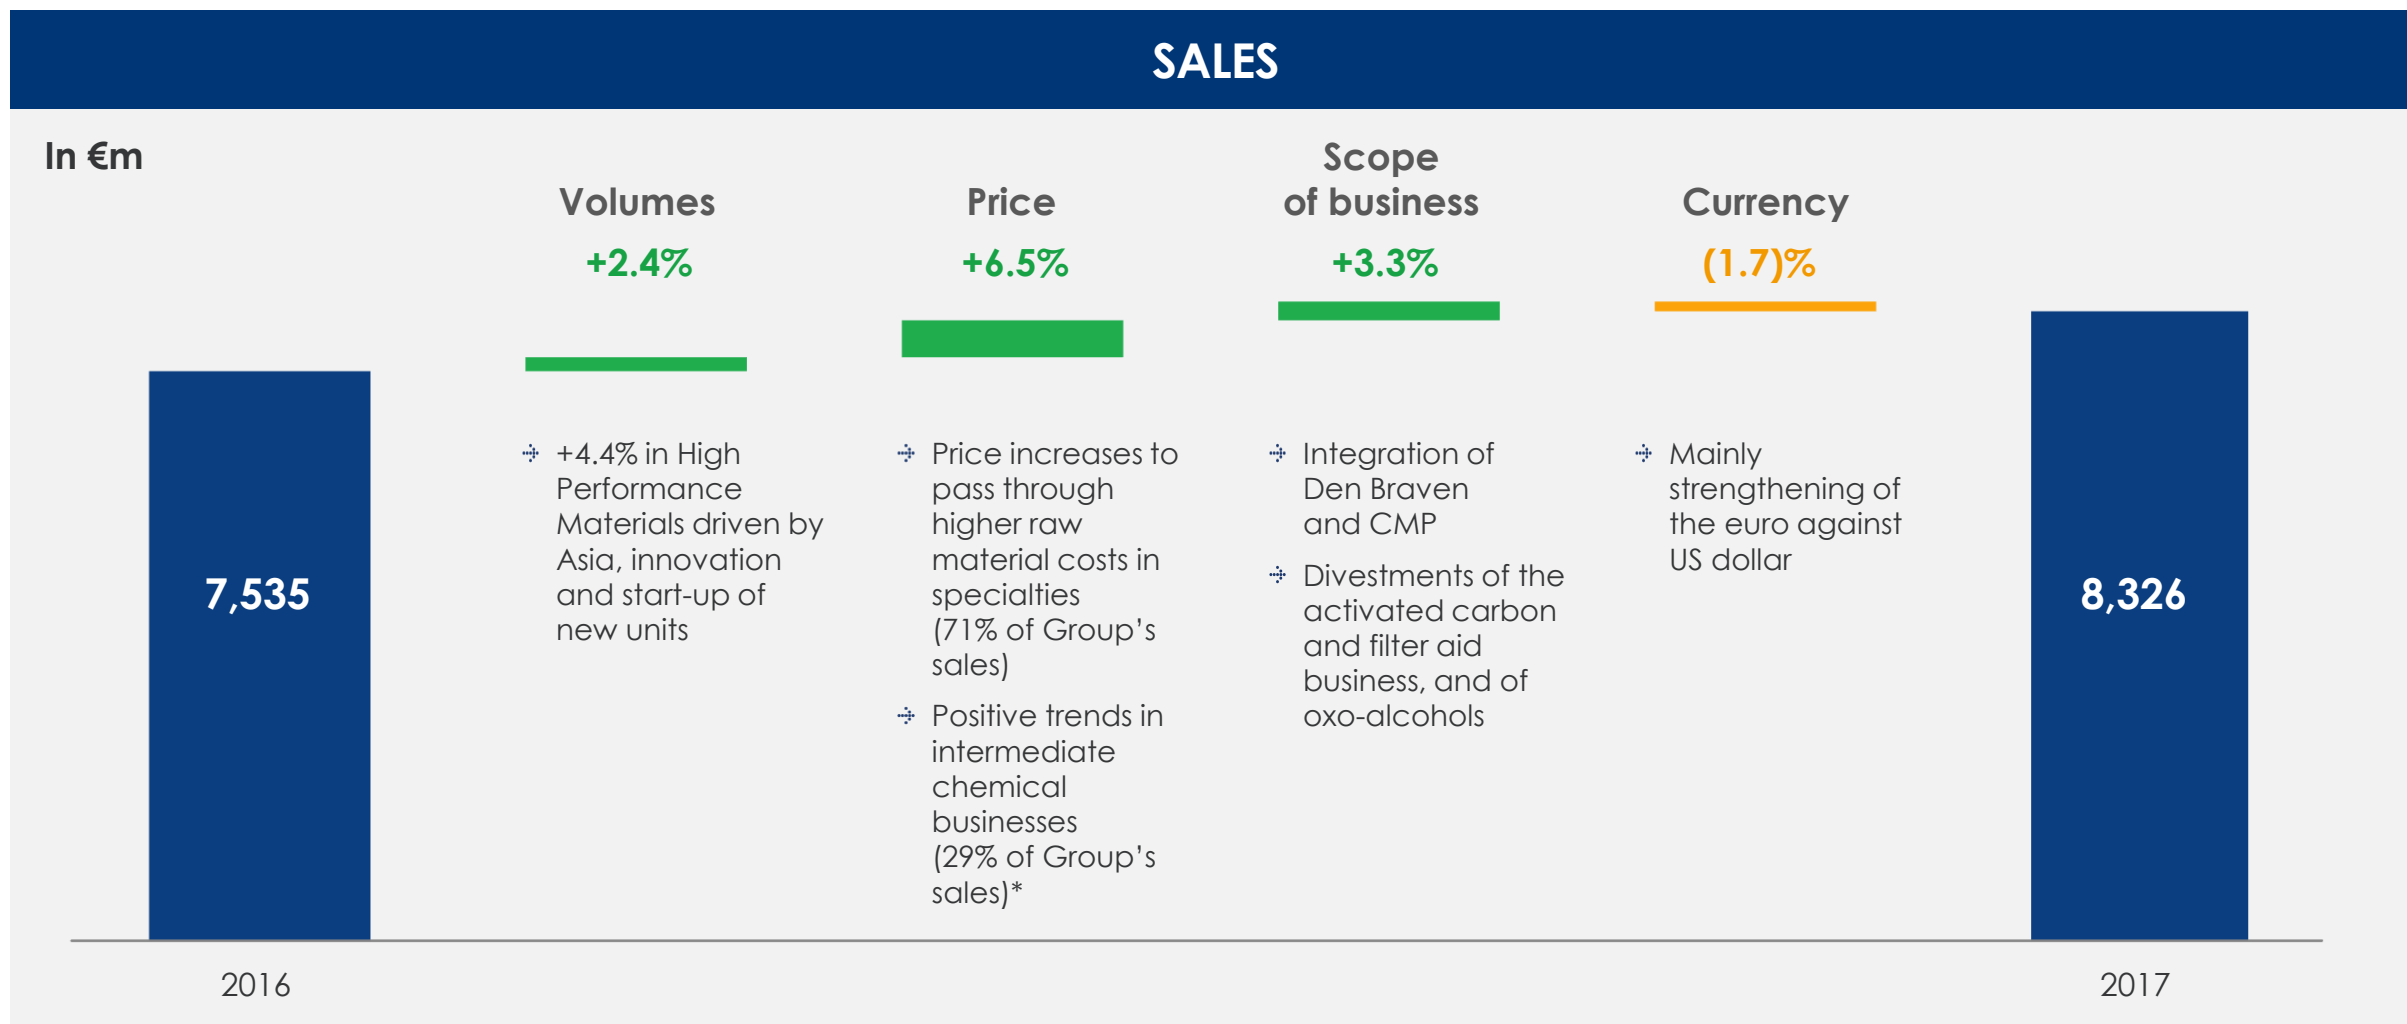 SALES
In €m
Volumes
+2.4%
Price
+6.5%
Scope
of business
+3.3%
Currency
(1.7)%
7,535
+4.4% in High
Performance
Materials driven by
Asia, innovation
and start-up of
new units
Price increases to
pass through
higher raw
material costs in
specialties
(71% of Group’s
sales)
Positive trends in
intermediate
chemical
businesses
(29% of Group’s
sales)*
Integration of
Den Braven
and CMP
Divestments of the
activated carbon
and filter aid
business, and of
oxo-alcohols
Mainly
strengthening of
the euro against
US dollar
8,326
2016
2017